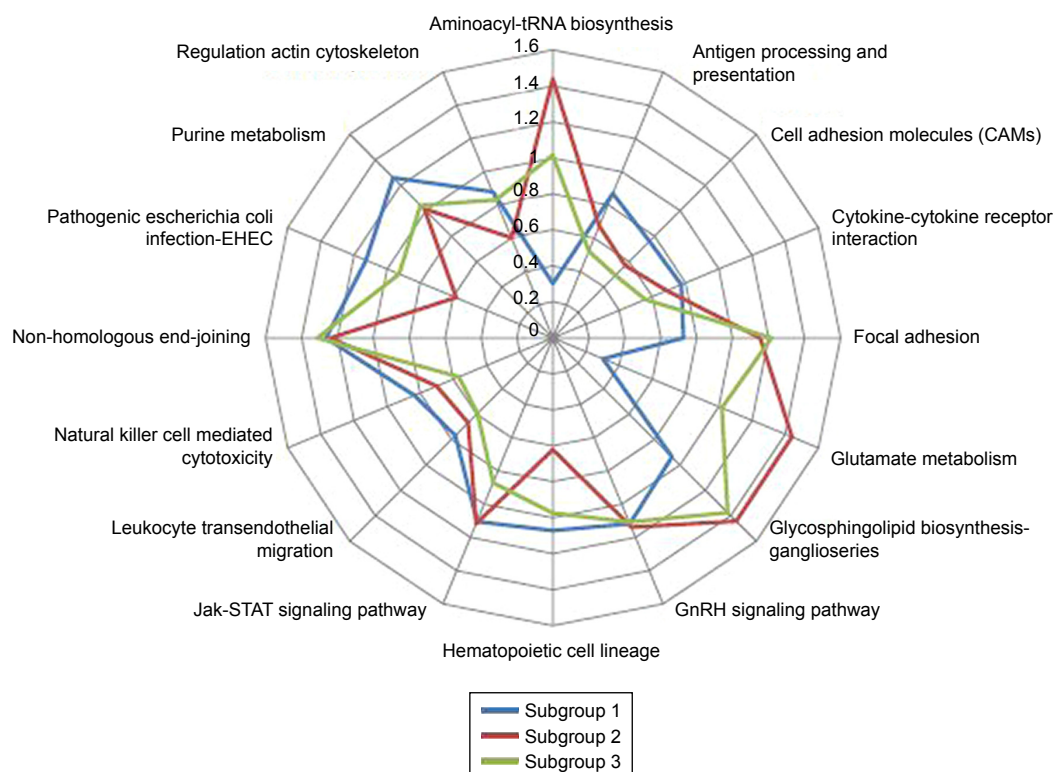 Aminoacyl-tRNA biosynthesis
Regulation actin cytoskeleton
1.6
Antigen processing and
presentation
1.4
Purine metabolism
1.2
Cell adhesion molecules (CAMs)
1
0.8
Pathogenic escherichia coli
infection-EHEC
0.6
Cytokine-cytokine receptor
interaction
0.4
0.2
Non-homologous end-joining
0
Focal adhesion
Natural killer cell mediated
cytotoxicity
Glutamate metabolism
Leukocyte transendothelial
migration
Glycosphingolipid biosynthesis-
ganglioseries
Jak-STAT signaling pathway
GnRH signaling pathway
Hematopoietic cell lineage
Subgroup 1
Subgroup 2
Subgroup 3